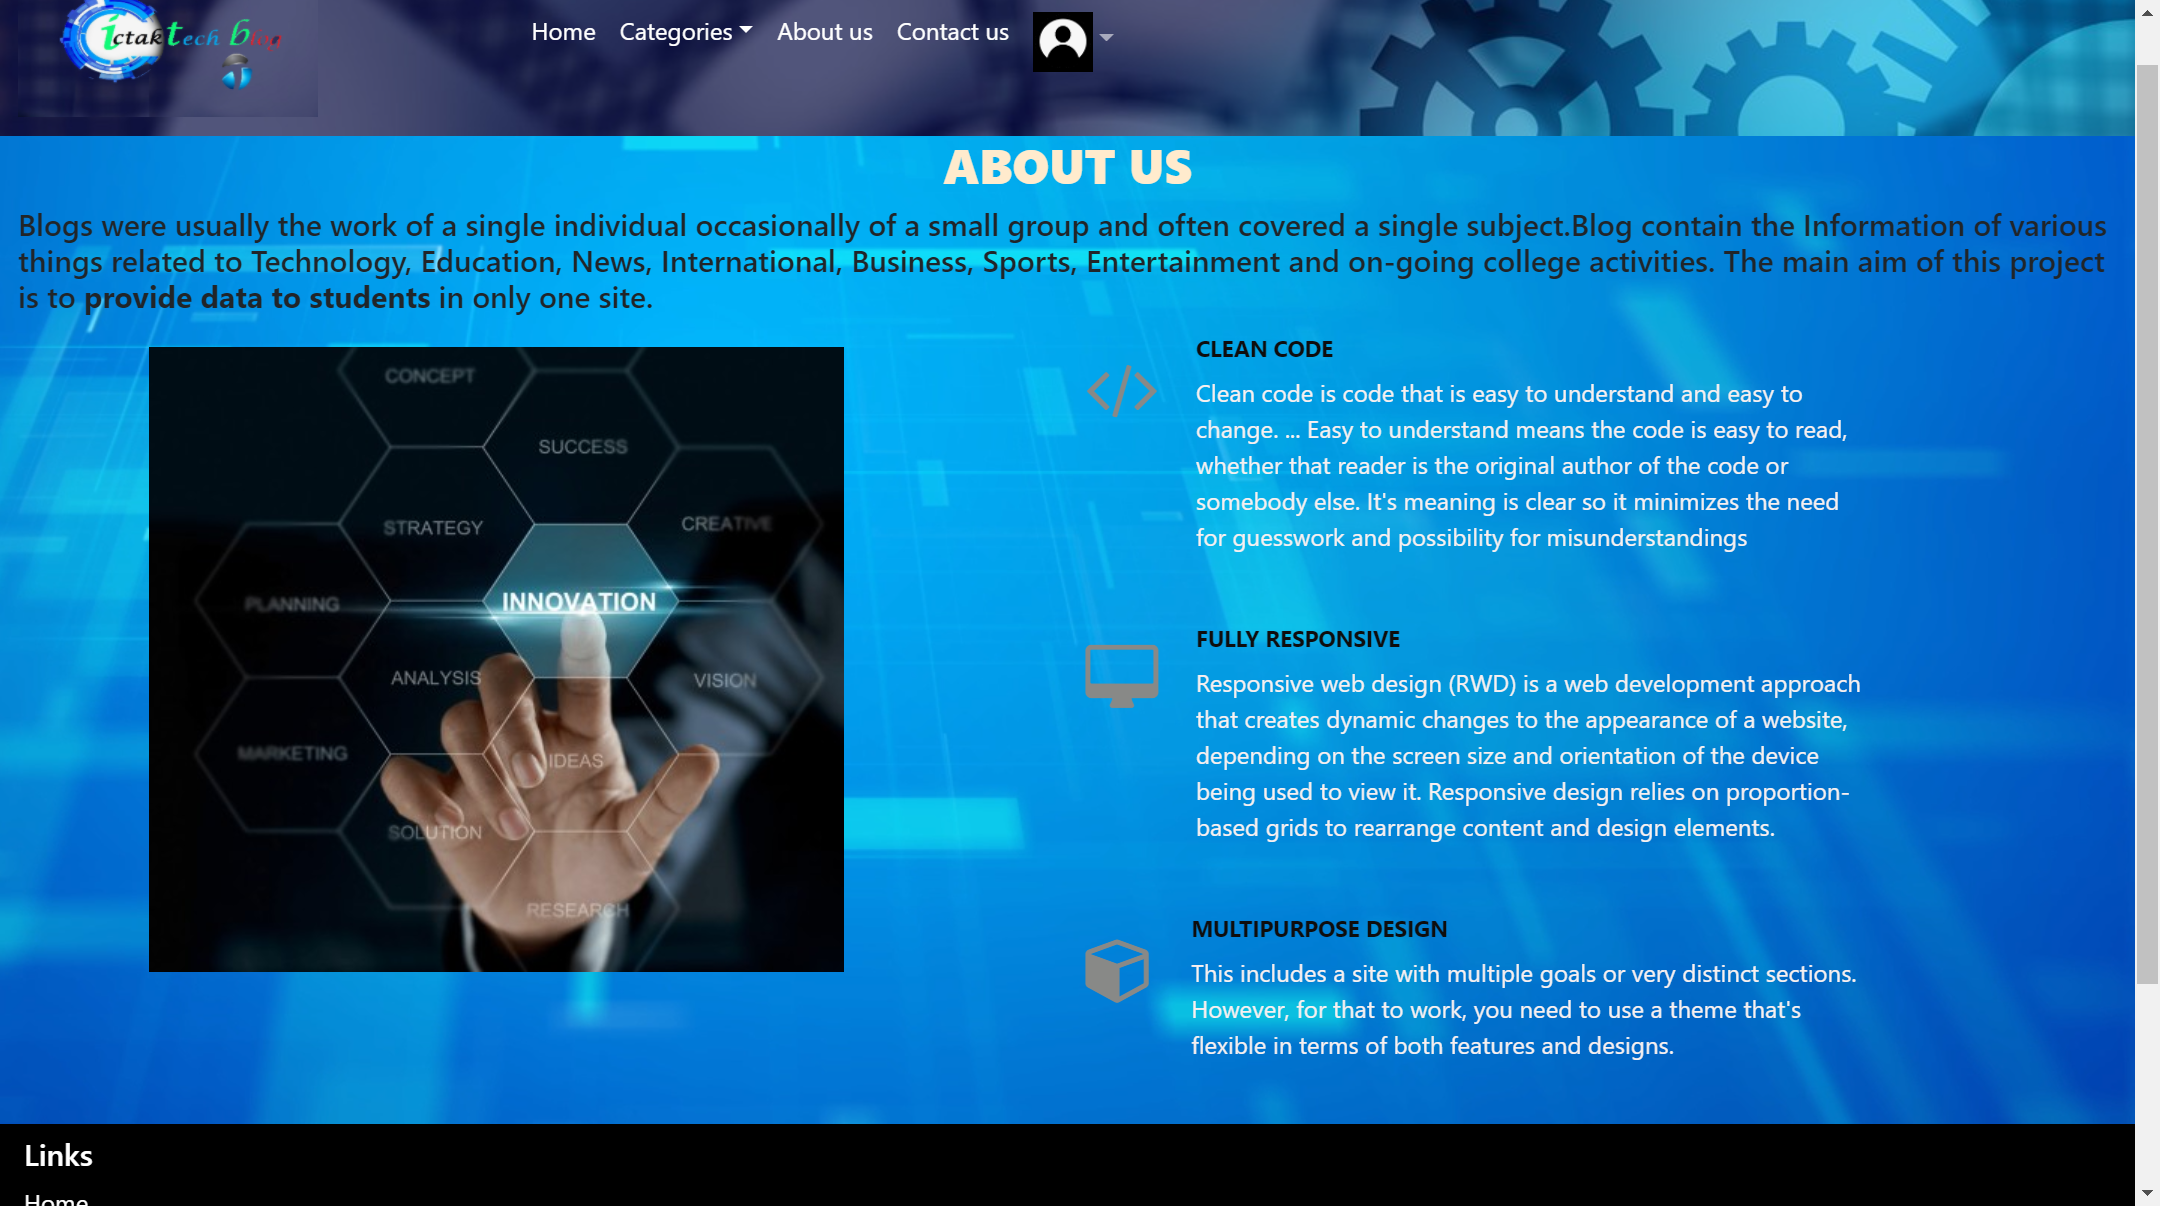 ictak tech blog
Home Categories About us Contact us
ABOUT US
Blogs were usually the work of a single individual occasionally of a small group and often covered a single subject.Blog contain the Information of various
things related to Technology, Education, News, International, Business, Sports, Entertainment and on-going college activities. The main aim of this project
is to provide data to students in only one site.
CONCEPT
SUCCESS
STRATEGY
CREATIVE
PLANNING
INNOVATION
ANALYSIS
VISION
MARKETING
IDEAS
SOLUTION
RESEARCH
CLEAN CODE
Clean code is code that is easy to understand and easy to
change. ... Easy to understand means the code is easy to read,
whether that reader is the original author of the code or
somebody else. It's meaning is clear so it minimizes the need
for guesswork and possibility for misunderstandings
FULLY RESPONSIVE
Responsive web design (RWD) is a web development approach
that creates dynamic changes to the appearance of a website,
depending on the screen size and orientation of the device
being used to view it. Responsive design relies on proportion-
based grids to rearrange content and design elements.
MULTIPURPOSE DESIGN
This includes a site with multiple goals or very distinct sections.
However, for that to work, you need to use a theme that's
flexible in terms of both features and designs.
Links
Home